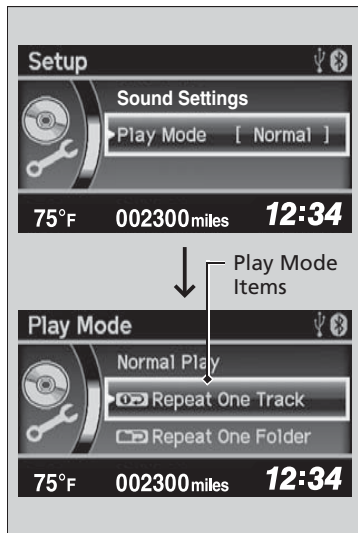 Setup
Sound Settings
Play Mode [ Normal ]
75°F 002300 miles 12:34
Play Mode Items
Play Mode
Normal Play
Repeat One Track
Repeat One Folder
75°F 002300 miles 12:34